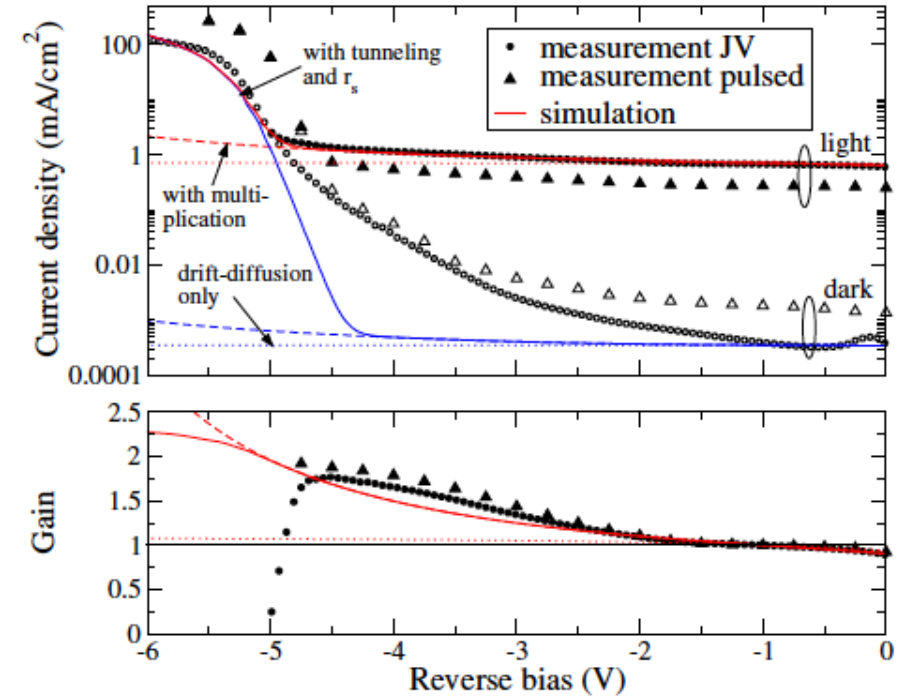 100
1
0.01
0.0001
Current density (mA/cm²)
with tunneling
and rₛ
measurement JV
measurement pulsed
simulation
light
with multi-
plication
drift-diffusion
only
dark
2.5
2
1.5
1
0.5
0
Gain
-6 -5 -4 -3 -2 -1 0
Reverse bias (V)